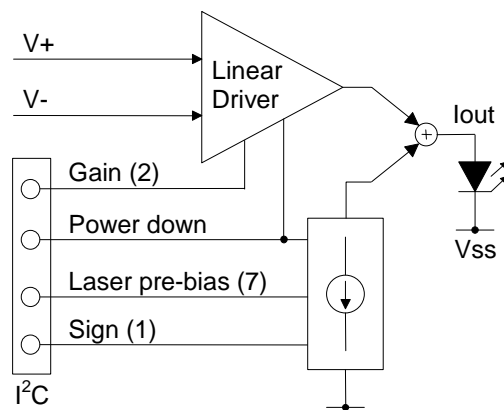 V+
V-
Linear
Driver
Iout
Gain (2)
Power down
Laser pre-bias (7)
Sign (1)
Vss
I²C